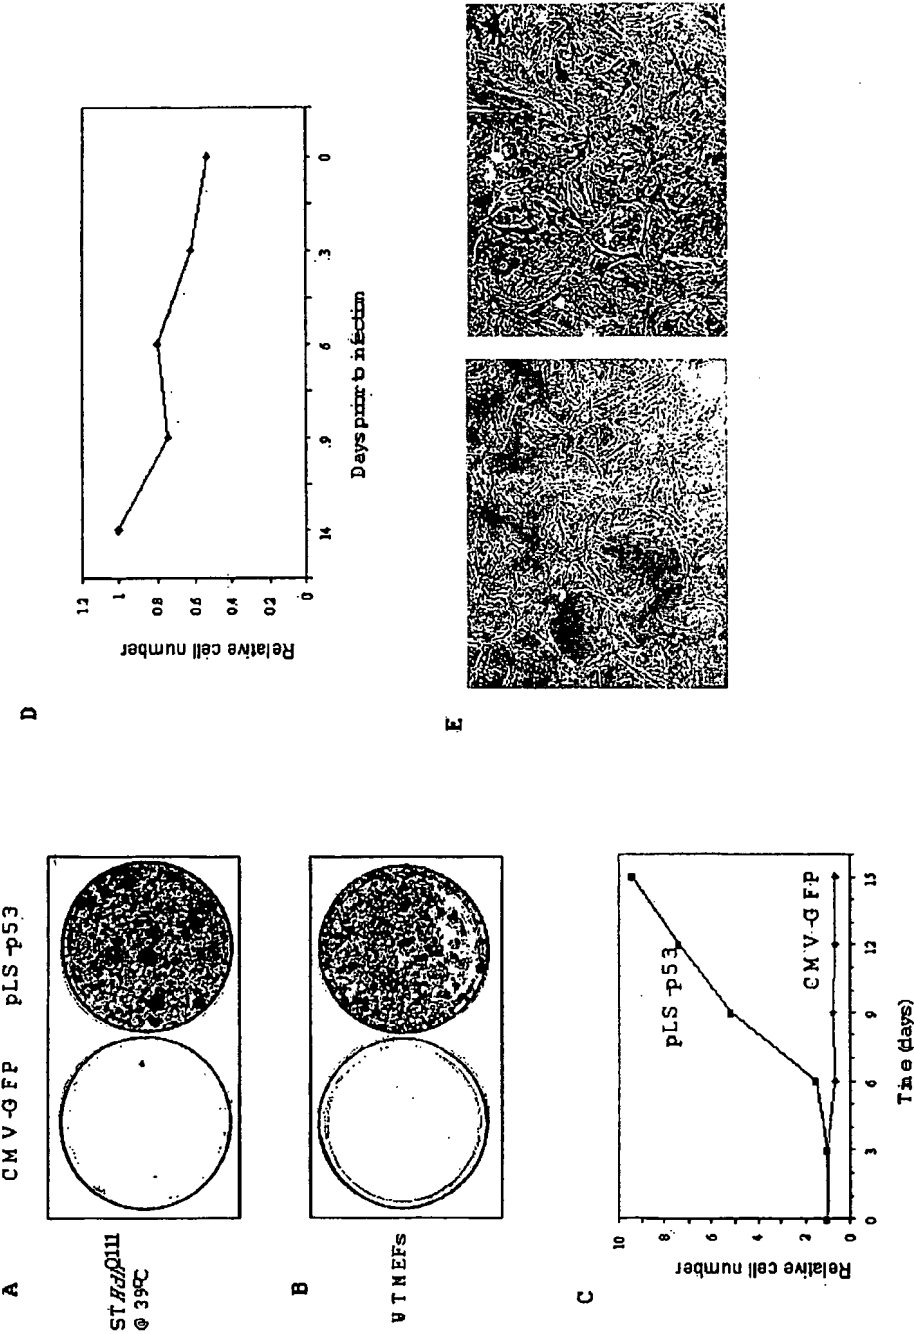 A
CMV-GFP pLS-p53
STHdhQ111
@ 39ºC
B
WT MEFs
C
Relative cell number
10
8
6
4
2
0
pLS-p53
CMV-GFP
0 3 6 9 12 15
Time (days)
D
Relative cell number
1.2
1
0.8
0.6
0.4
0.2
0
14 9 6 3 0
Days prior to infection
E